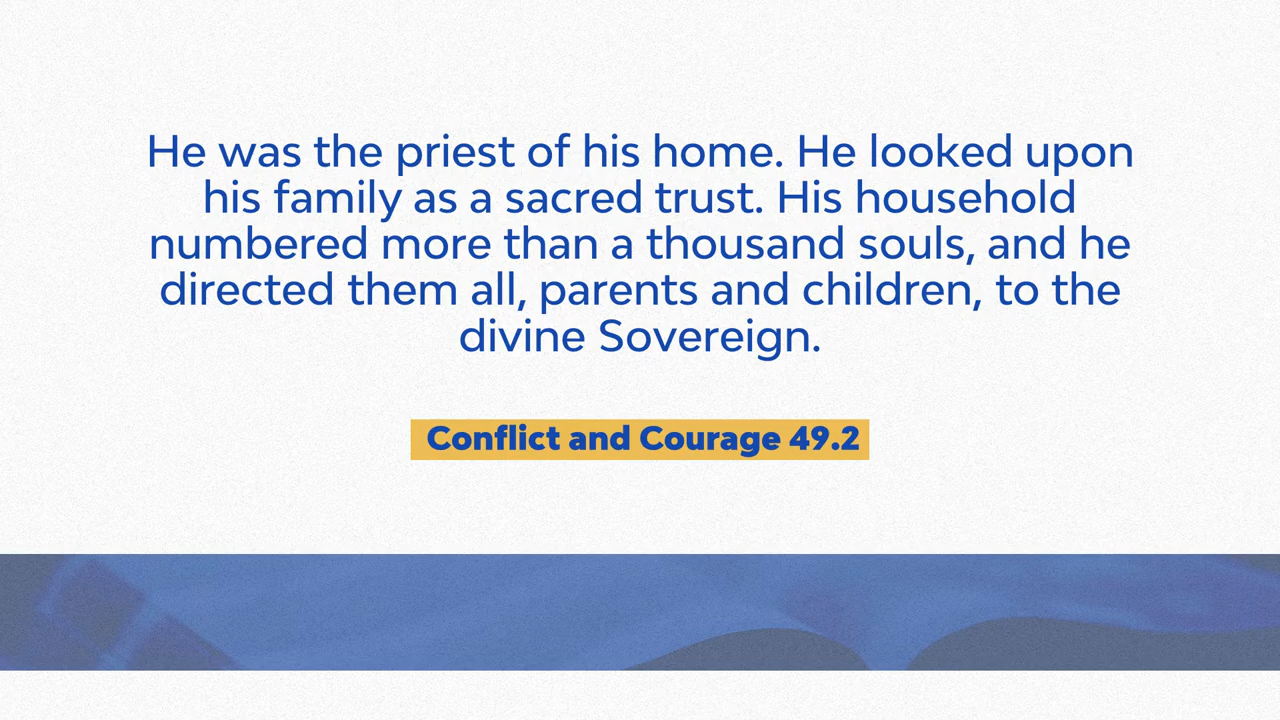 He was the priest of his home. He looked upon
his family as a sacred trust. His household
numbered more than a thousand souls, and he
directed them all, parents and children, to the
divine Sovereign.
Conflict and Courage 49.2